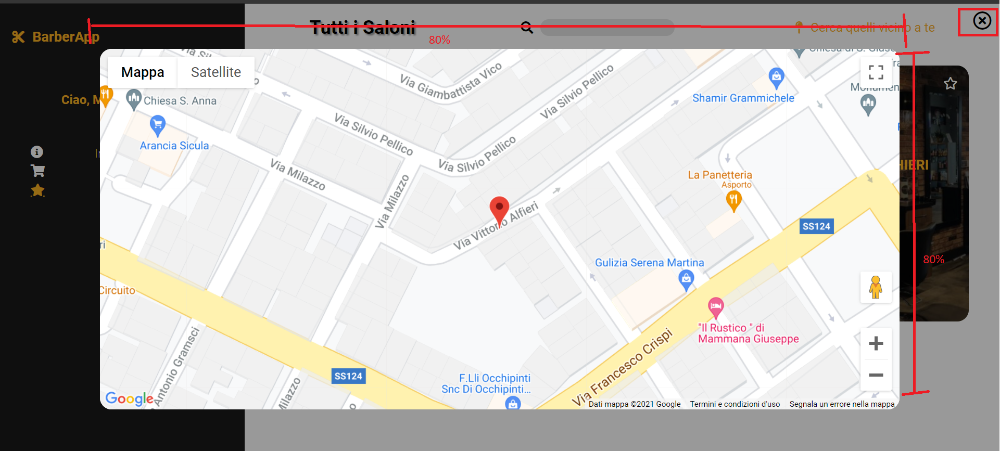 BarberApp
Tutti i Saloni
Cerca quelli vicino a te
80%
Mappa
Satellite
Via Giambattista Vico
Via Silvio Pellico
Shamir Grammichele
Chiesa S. Anna
Ciao, M
Arancia Sicula
Via Silvio Pellico
Via Silvio Pellico
Via Milazzo
Via Milazzo
La Panetteria
Asporto
HIERI
Via Vittorio Alfieri
SS124
ri
Gulizia Serena Martina
80%
Circuito
"Il Rustico " di
Mammana Giuseppe
Via Francesco Crispi
Antonio Gramsci
SS124
Milazzo
F.Lli Occhipinti
Snc Di Occhipinti...
Google
Dati mappa ©2021 Google
Termini e condizioni d'uso
Segnala un errore nella mappa